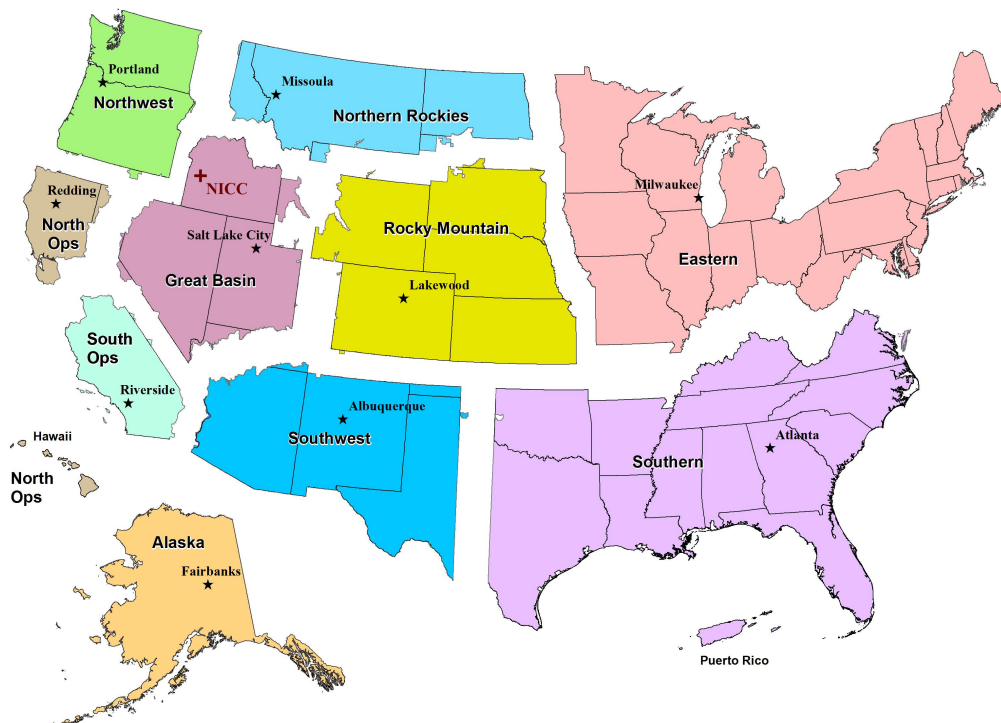 Portland
Northwest
Missoula
Northern Rockies
NICC
Redding
North
Ops
Salt Lake City
Great Basin
Rocky Mountain
Lakewood
Milwaukee
Eastern
South
Ops
Riverside
Albuquerque
Southwest
Atlanta
Southern
Hawaii
North
Ops
Alaska
Fairbanks
Puerto Rico